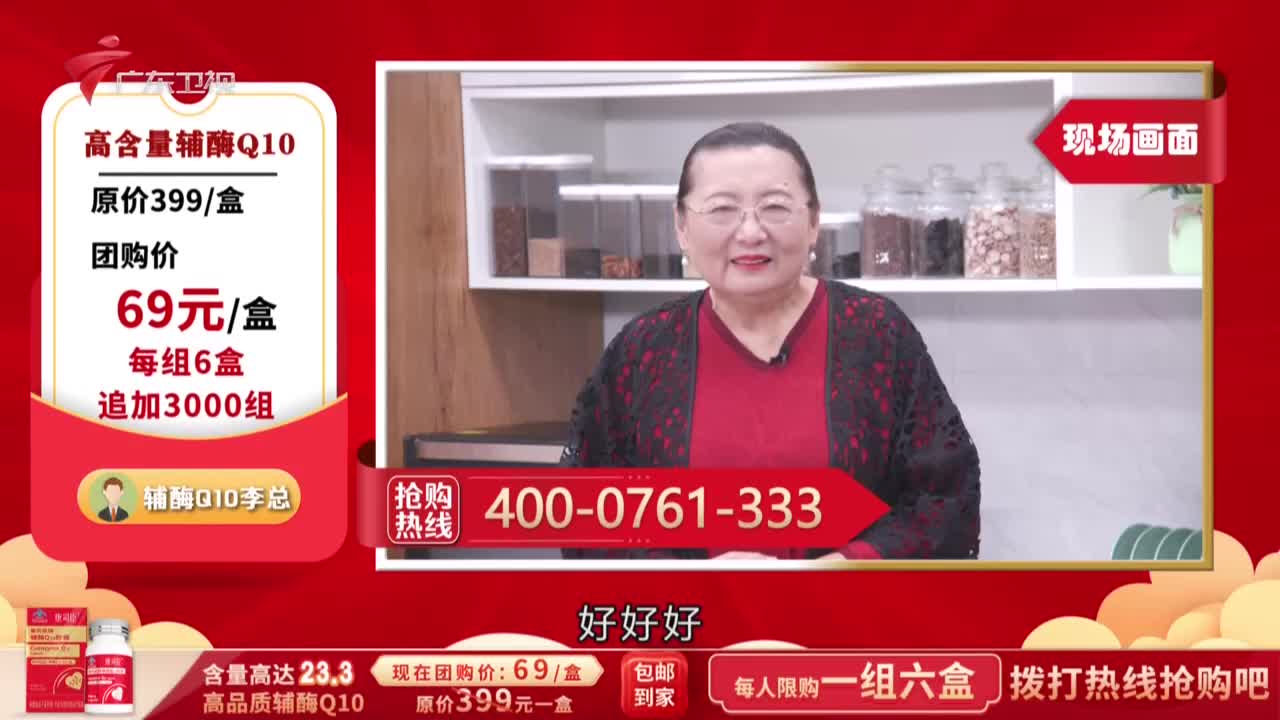 广东卫视
高含量辅酶Q10
原价399/盒
团购价
69元/盒
每组6盒
追加3000组
辅酶Q10李总
现场画面
抢购
热线
400-0761-333
好好好
康司臣
含量高达23.3
高品质辅酶Q10
现在团购价:69/盒
原价399元一盒
包邮
到家
每人限购一组六盒
拨打热线抢购吧